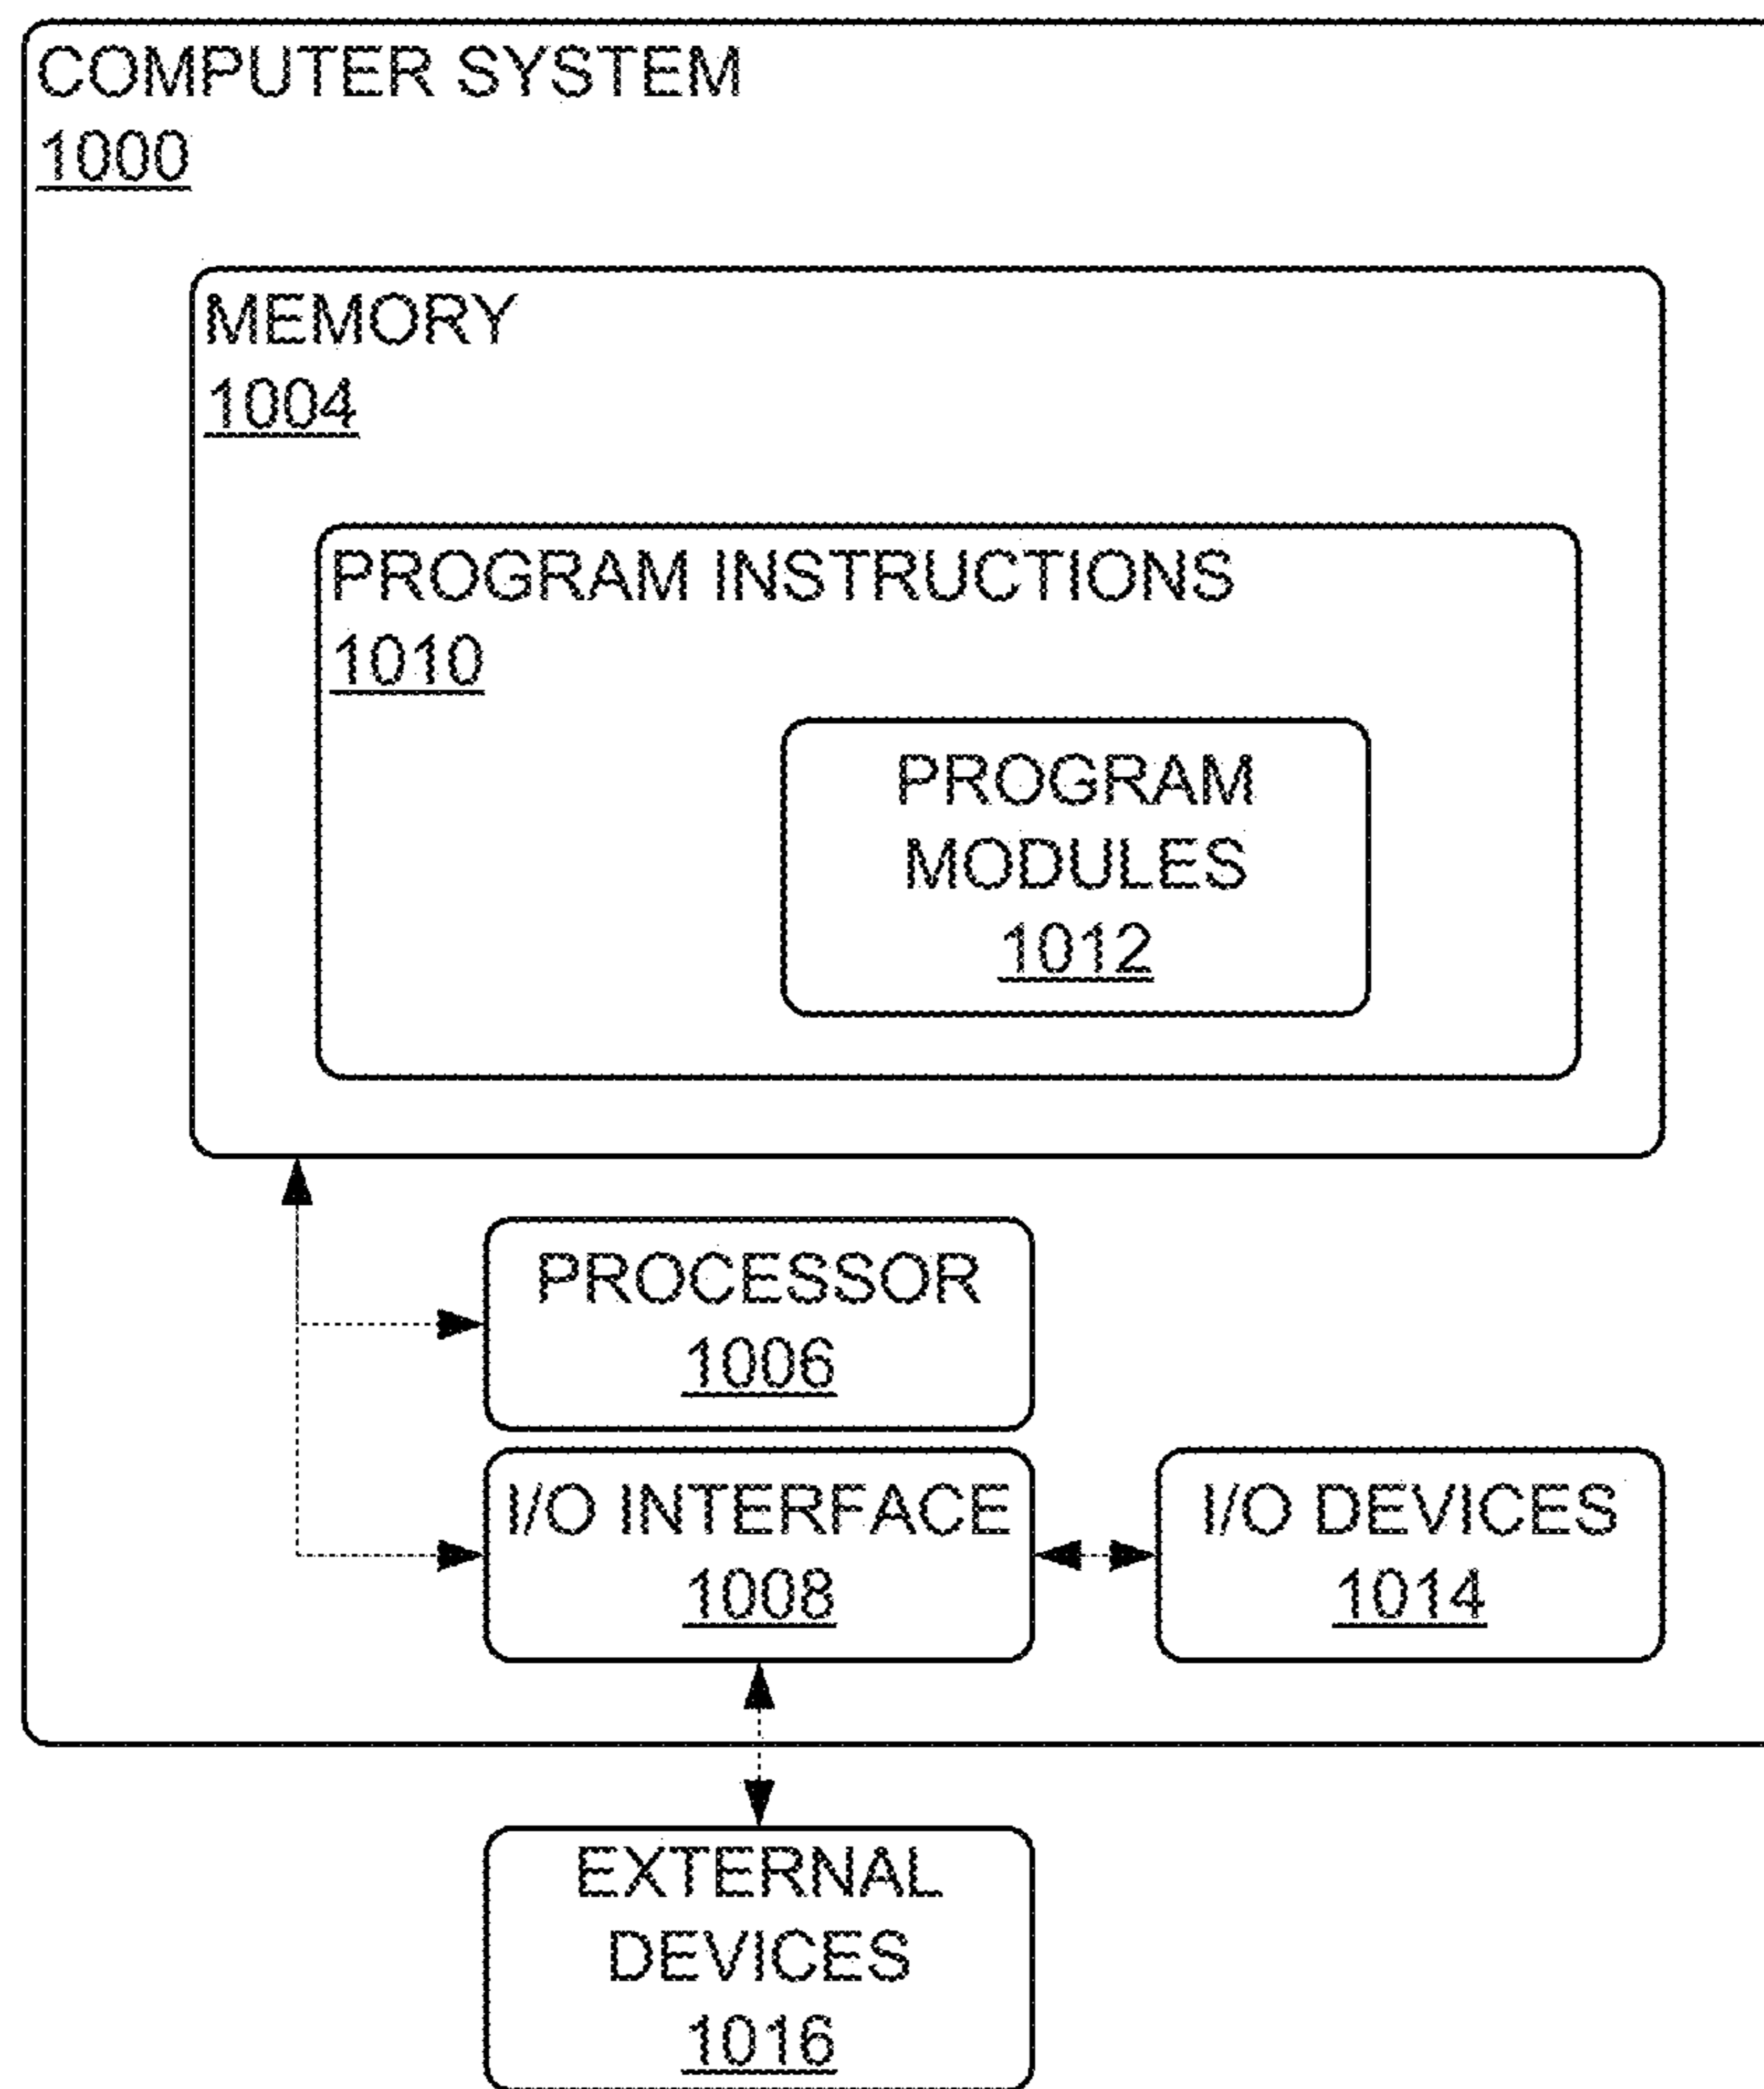 COMPUTER SYSTEM
1000
MEMORY
1004
PROGRAM INSTRUCTIONS
1010
PROGRAM
MODULES
1012
PROCESSOR
1006
I/O INTERFACE
1008
I/O DEVICES
1014
EXTERNAL
DEVICES
1016